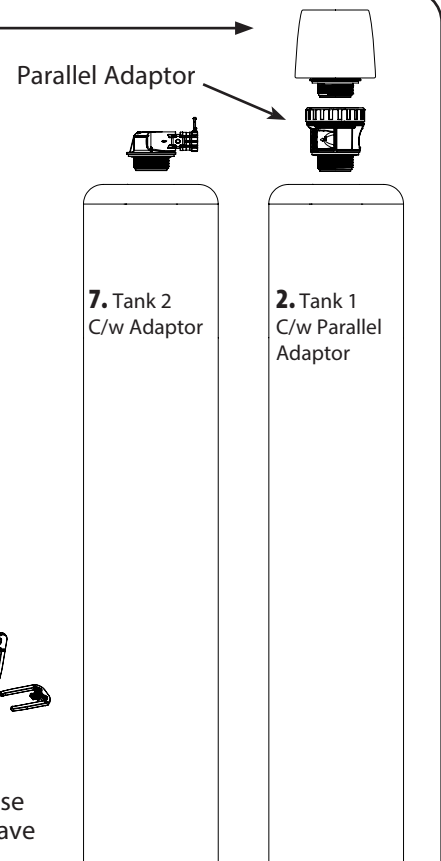 Parallel Adaptor
7. Tank 2
C/w Adaptor
2. Tank 1
C/w Parallel
Adaptor
se
ave